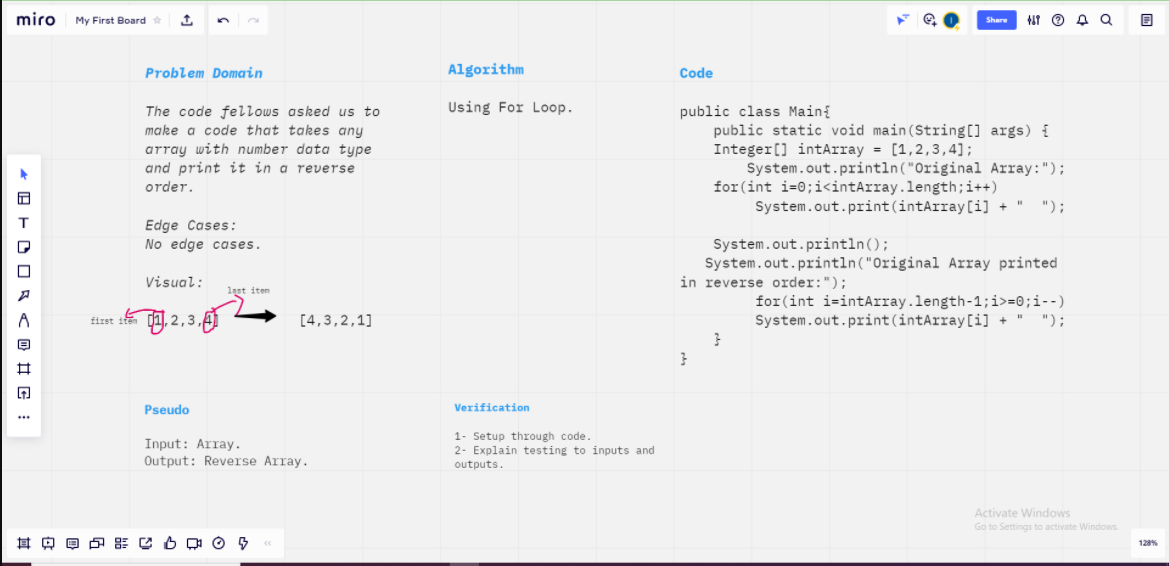 miro My First Board Share
Problem Domain
The code fellows asked us to
make a code that takes any
array with number data type
and print it in a reverse
order.
Edge Cases:
No edge cases.
Visual:
last item
first item [1,2,3,4] [4,3,2,1]
Algorithm
Using For Loop.
Code
public class Main{
public static void main(String[] args) {
Integer[] intArray = [1,2,3,4];
System.out.println("Original Array:");
for(int i=0;i<intArray.length;i++)
System.out.print(intArray[i] + "  ");
System.out.println();
System.out.println("Original Array printed
in reverse order:");
for(int i=intArray.length-1;i>=0;i--)
System.out.print(intArray[i] + "  ");
}
}
Pseudo
Input: Array.
Output: Reverse Array.
Verification
1- Setup through code.
2- Explain testing to inputs and
outputs.
Activate Windows
Go to Settings to activate Windows.
128%